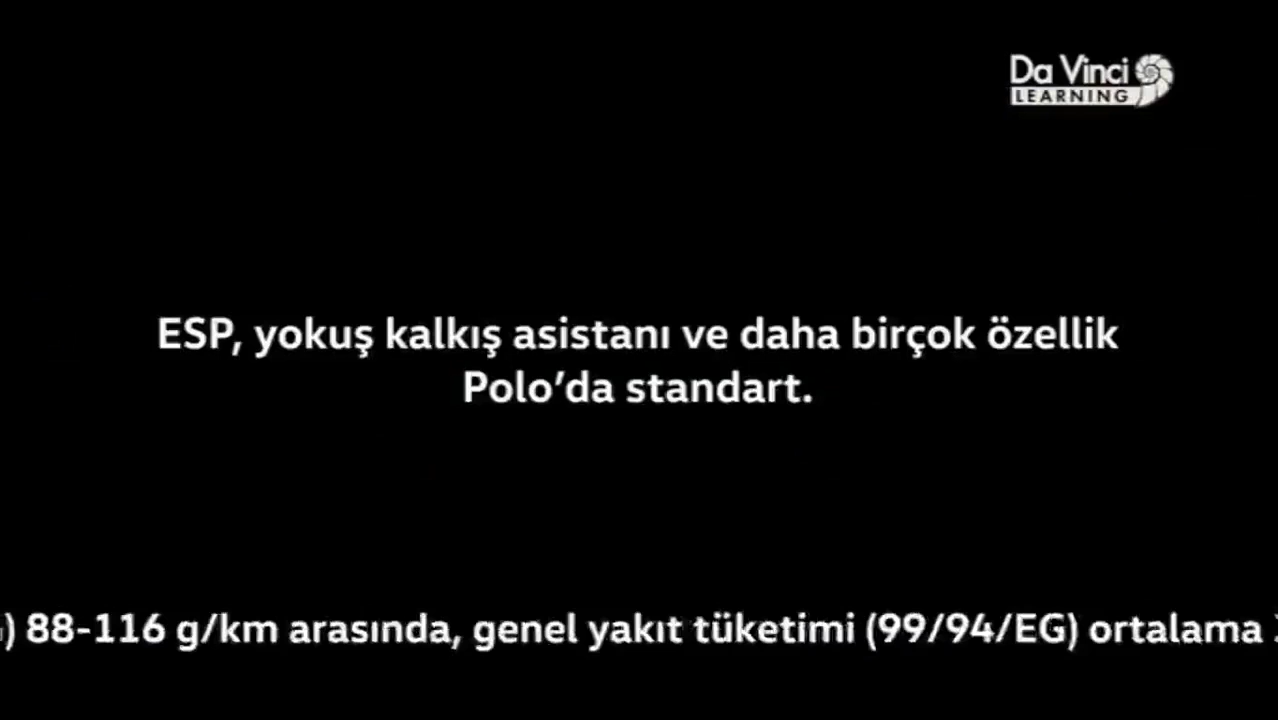 Da Vinci
LEARNING
ESP, yokuş kalkış asistanı ve daha birçok özellik
Polo’da standart.
88-116 g/km arasında, genel yakıt tüketimi (99/94/EG) ortalama